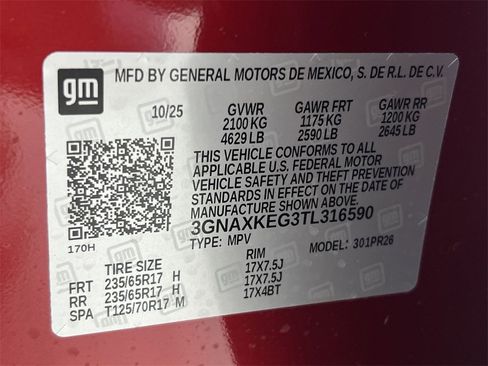 gm
MFD BY GENERAL MOTORS DE MEXICO, S. DE R.L. DE C.V.
10/25 GVWR GAWR FRT GAWR RR
2100 KG 1175 KG 1200 KG
4629 LB 2590 LB 2645 LB
THIS VEHICLE CONFORMS TO ALL
APPLICABLE U.S. FEDERAL MOTOR
VEHICLE SAFETY AND THEFT PREVENTION
STANDARDS IN EFFECT ON THE DATE OF
MANUFACTURE SHOWN ABOVE.
3GNAXKEG3TL316590
170H
TYPE: MPV MODEL: 301PR26
TIRE SIZE RIM
FRT 235/65R17 H 17X7.5J
RR 235/65R17 H 17X7.5J
SPA T125/70R17 M 17X4BT